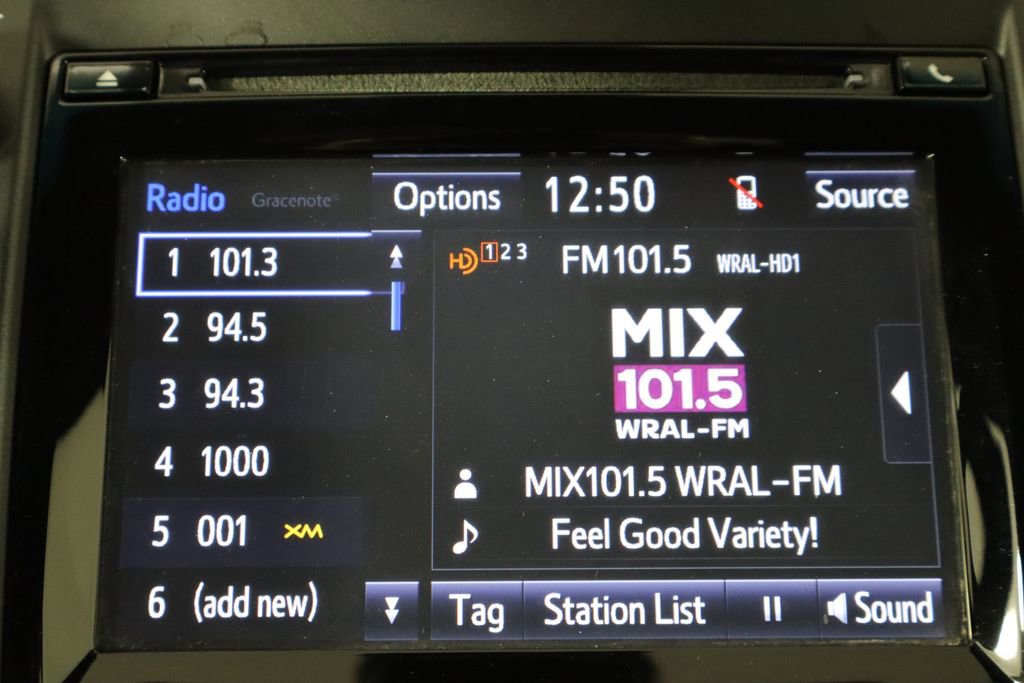 Radio Gracenote® Options 12:50 Source
1 101.3
2 94.5
3 94.3
4 1000
5 001 XM
6 (add new)
HD 1 2 3 FM101.5 WRAL-HD1
MIX
101.5
WRAL-FM
MIX101.5 WRAL-FM
Feel Good Variety!
Tag Station List Sound